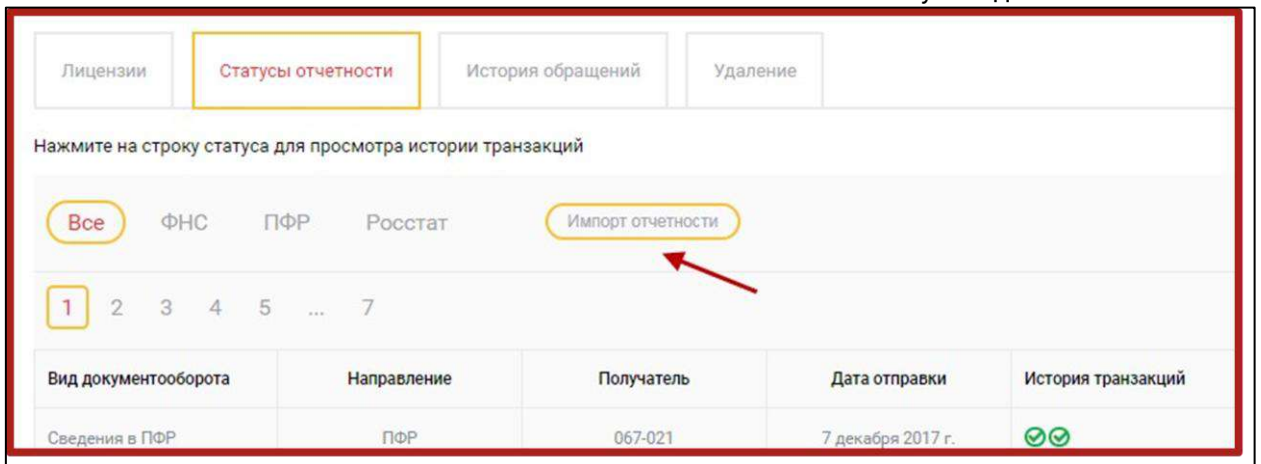 Лицензии Статусы отчетности История обращений Удаление
Нажмите на строку статуса для просмотра истории транзакций
Все ФНС ПФР Росстат Импорт отчетности
1 2 3 4 5 ... 7
Вид документооборота Направление Получатель Дата отправки История транзакций
Сведения в ПФР ПФР 067-021 7 декабря 2017 г.